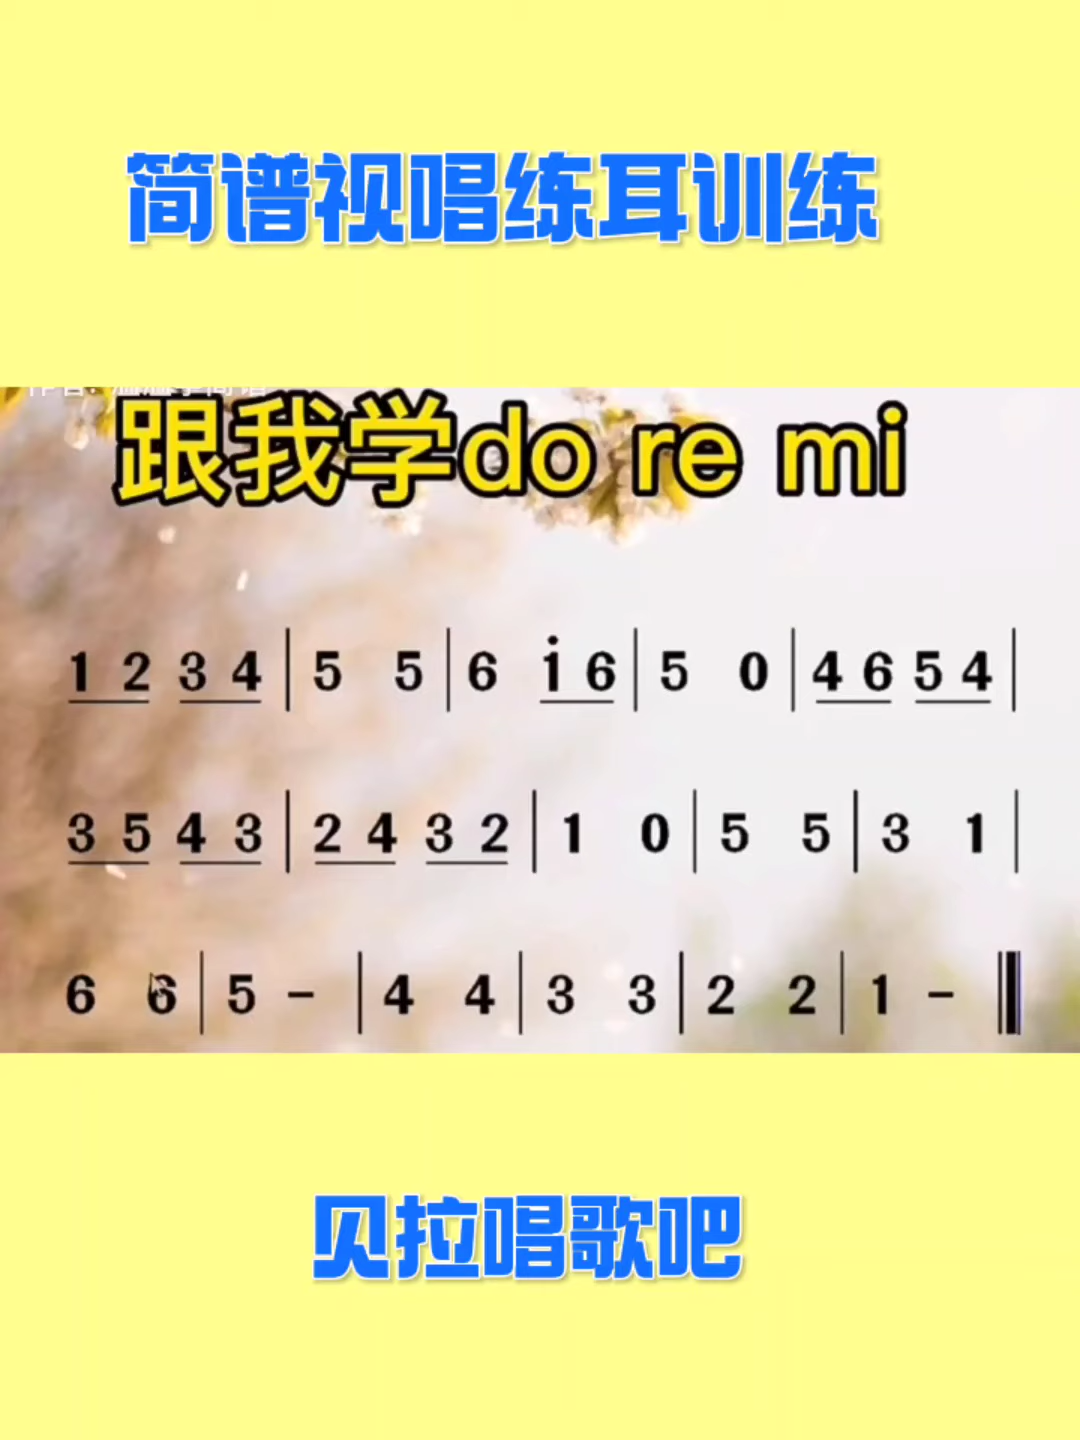 简谱视唱练耳训练
跟我学do re mi
1 2 3 4 | 5 5 | 6 i 6 | 5 0 | 4 6 5 4 |
3 5 4 3 | 2 4 3 2 | 1 0 | 5 5 | 3 1 |
6 6 | 5 - | 4 4 | 3 3 | 2 2 | 1 - ‖
贝拉唱歌吧